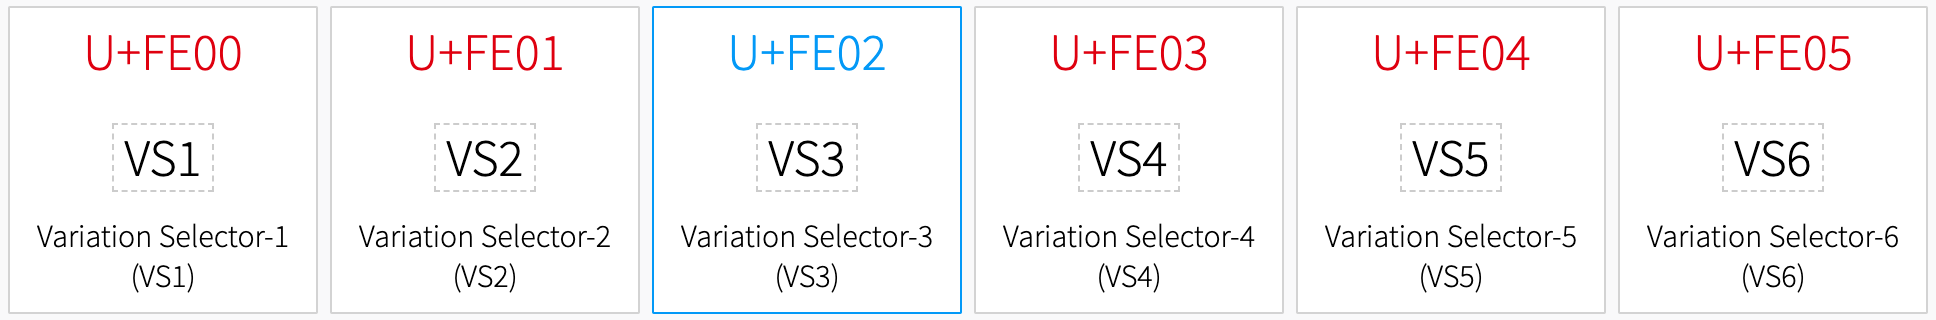 U+FE00
VS1
Variation Selector-1
(VS1)
U+FE01
VS2
Variation Selector-2
(VS2)
U+FE02
VS3
Variation Selector-3
(VS3)
U+FE03
VS4
Variation Selector-4
(VS4)
U+FE04
VS5
Variation Selector-5
(VS5)
U+FE05
VS6
Variation Selector-6
(VS6)